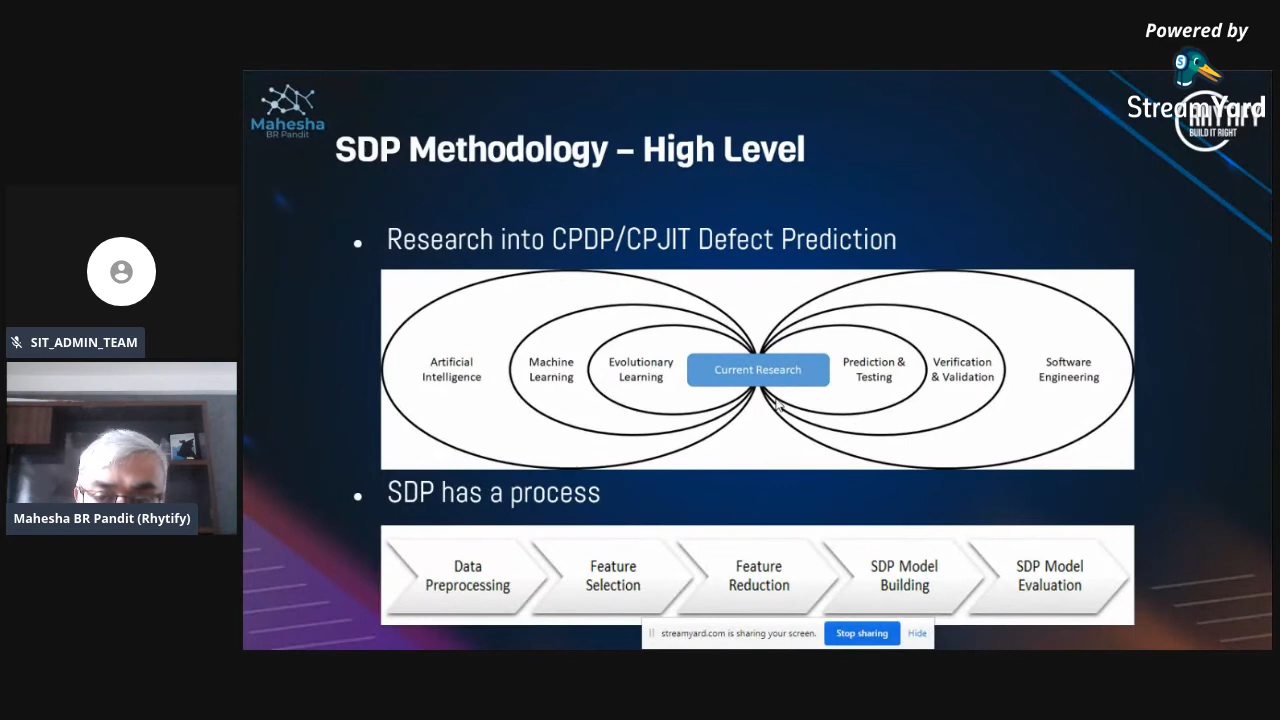 Powered by
StreamYard
BUILD IT RIGHT
Mahesha
BR Pandit
SDP Methodology – High Level
• Research into CPDP/CPJIT Defect Prediction
Artificial
Intelligence
Machine
Learning
Evolutionary
Learning
Current Research
Prediction &
Testing
Verification
& Validation
Software
Engineering
• SDP has a process
Data
Preprocessing
Feature
Selection
Feature
Reduction
SDP Model
Building
SDP Model
Evaluation
streamyard.com is sharing your screen.
Stop sharing
Hide
SIT_ADMIN_TEAM
Mahesha BR Pandit (Rhytify)